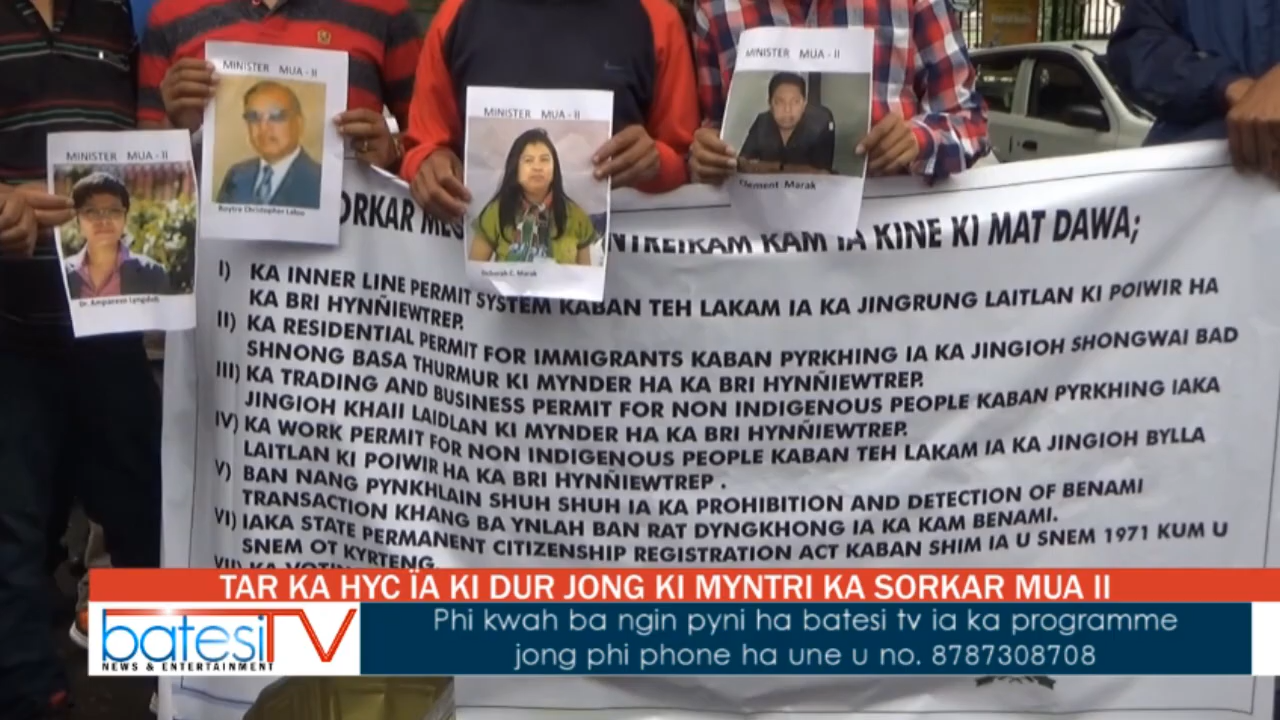 MINISTER MUA - II
Dr. Ampareen Lyngdoh
MINISTER MUA - II
Roytre Christopher Laloo
MINISTER MUA - II
Deborah C. Marak
MINISTER MUA - II
Clement Marak
KAM IA KINE KI MAT DAWA;
I) KA INNER LINE PERMIT SYSTEM KABAN TEH LAKAM IA KA JINGRUNG LAITLAN KI POIWIR HA
KA BRI HYNÑIEWTREP.
II) KA RESIDENTIAL PERMIT FOR IMMIGRANTS KABAN PYRKHING IA KA JINGIOH SHONGWAI BAD
SHNONG BASA THURMUR KI MYNDER HA KA BRI HYNÑIEWTREP.
III) KA TRADING AND BUSINESS PERMIT FOR NON INDIGENOUS PEOPLE KABAN PYRKHING IAKA
JINGIOH KHAII LAIDLAN KI MYNDER HA KA BRI HYNÑIEWTREP.
IV) KA WORK PERMIT FOR NON INDIGENOUS PEOPLE KABAN TEH LAKAM IA KA JINGIOH BYLLA
LAITLAN KI POIWIR HA KA BRI HYNÑIEWTREP .
V) BAN NANG PYNKHLAIN SHUH SHUH IA KA PROHIBITION AND DETECTION OF BENAMI
TRANSACTION KHANG BA YNLAH BAN RAT DYNGKHONG IA KA KAM BENAMI.
VI) IAKA STATE PERMANENT CITIZENSHIP REGISTRATION ACT KABAN SHIM IA U SNEM 1971 KUM U
SNEM OT KYRTENG.
TAR KA HYC ÏA KI DUR JONG KI MYNTRI KA SORKAR MUA II
batesi TV
NEWS & ENTERTAINMENT
Phi kwah ba ngin pyni ha batesi tv ia ka programme
jong phi phone ha une u no. 8787308708